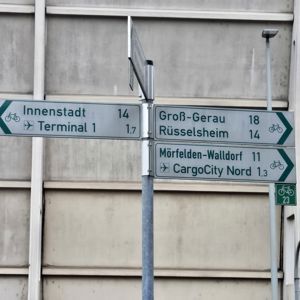 Innenstadt 14
Terminal 1 1,7
Groß-Gerau 18
Rüsselsheim 14
Mörfelden-Walldorf 11
CargoCity Nord 1.3
23